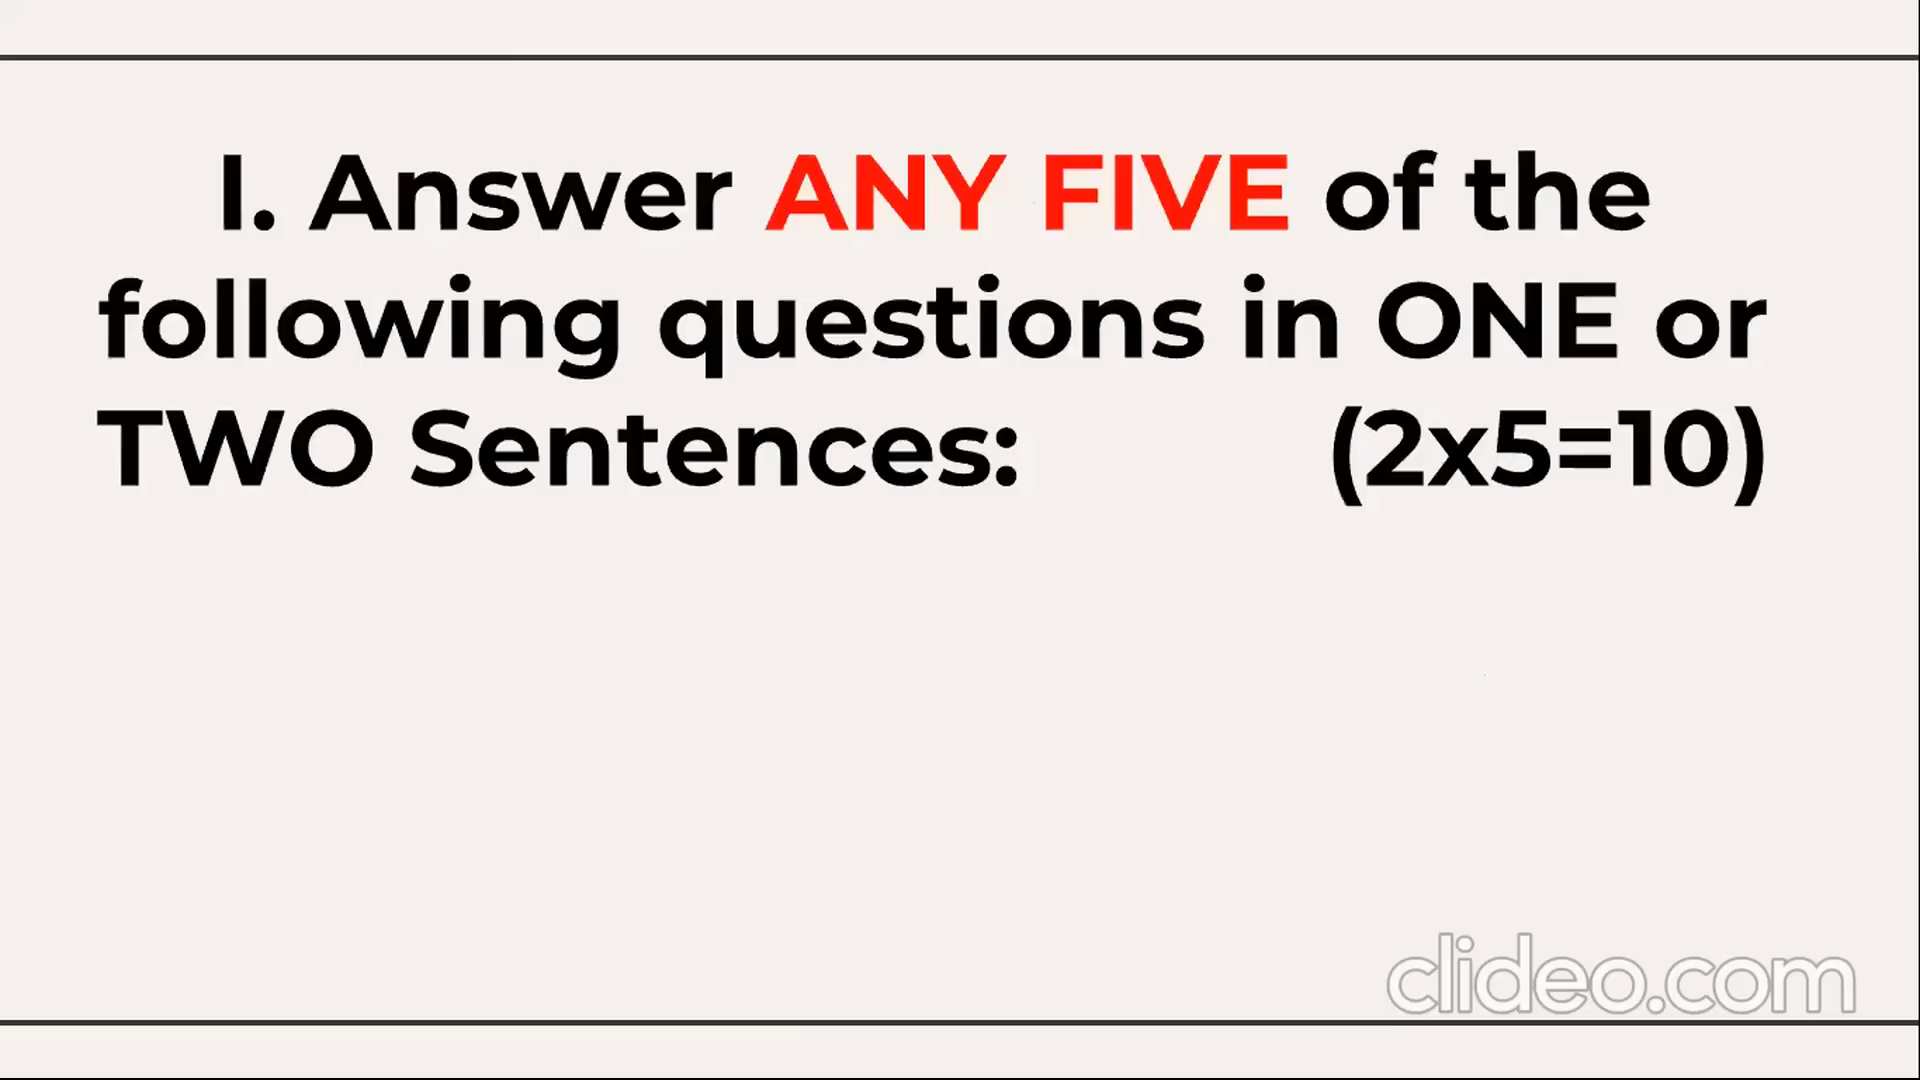 I. Answer ANY FIVE of the
following questions in ONE or
TWO Sentences: (2x5=10)
clideo.com